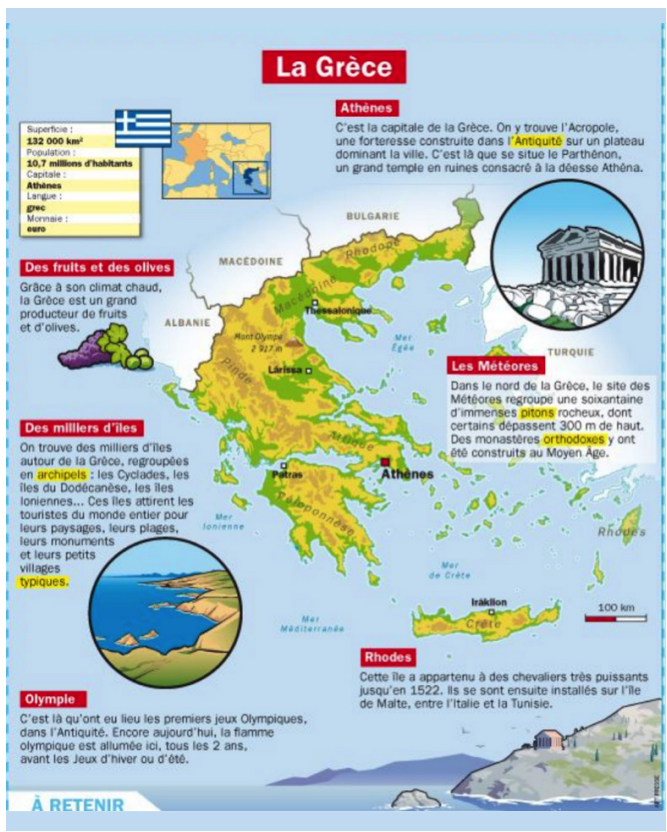 La Grèce
Superficie :
132 000 km²
Population :
10,7 millions d'habitants
Capitale :
Athènes
Langue :
grec
Monnaie :
euro
Athènes
C'est la capitale de la Grèce. On y trouve l'Acropole,
une forteresse construite dans l'Antiquité sur un plateau
dominant la ville. C'est là que se situe le Parthénon,
un grand temple en ruines consacré à la déesse Athéna.
Des fruits et des olives
Grâce à son climat chaud,
la Grèce est un grand
producteur de fruits
et d'olives.
BULGARIE
MACÉDOINE
ALBANIE
TURQUIE
Rhodope
Macédoine
Thessalonique
Mont Olympe
2 917 m
Pinde
Lárissa
Mer
Égée
Les Météores
Dans le nord de la Grèce, le site des
Météores regroupe une soixantaine
d'immenses pitons rocheux, dont
certains dépassent 300 m de haut.
Des monastères orthodoxes y ont
été construits au Moyen Âge.
Des milliers d'îles
On trouve des milliers d'îles
autour de la Grèce, regroupées
en archipels : les Cyclades, les
îles du Dodécanèse, les îles
Ioniennes... Ces îles attirent les
touristes du monde entier pour
leurs paysages, leurs plages,
leurs monuments
et leurs petits
villages
typiques.
Attique
Athènes
Patras
Péloponnèse
Mer
Ionienne
Rhodes
Mer
de Crète
Iráklion
Crète
100 km
Mer
Méditerranée
Rhodes
Cette île a appartenu à des chevaliers très puissants
jusqu'en 1522. Ils se sont ensuite installés sur l'île
de Malte, entre l'Italie et la Tunisie.
Olympie
C'est là qu'ont eu lieu les premiers jeux Olympiques,
dans l'Antiquité. Encore aujourd'hui, la flamme
olympique est allumée ici, tous les 2 ans,
avant les Jeux d'hiver ou d'été.
À RETENIR